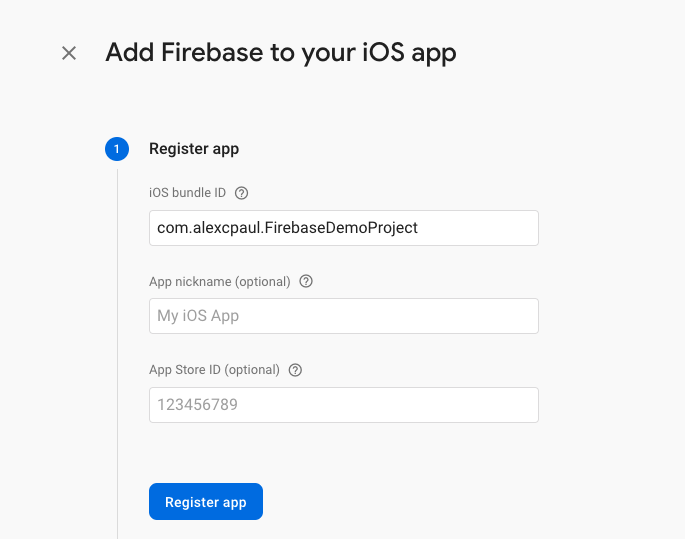 Add Firebase to your iOS app
1 Register app
iOS bundle ID
com.alexcpaul.FirebaseDemoProject
App nickname (optional)
My iOS App
App Store ID (optional)
123456789
Register app